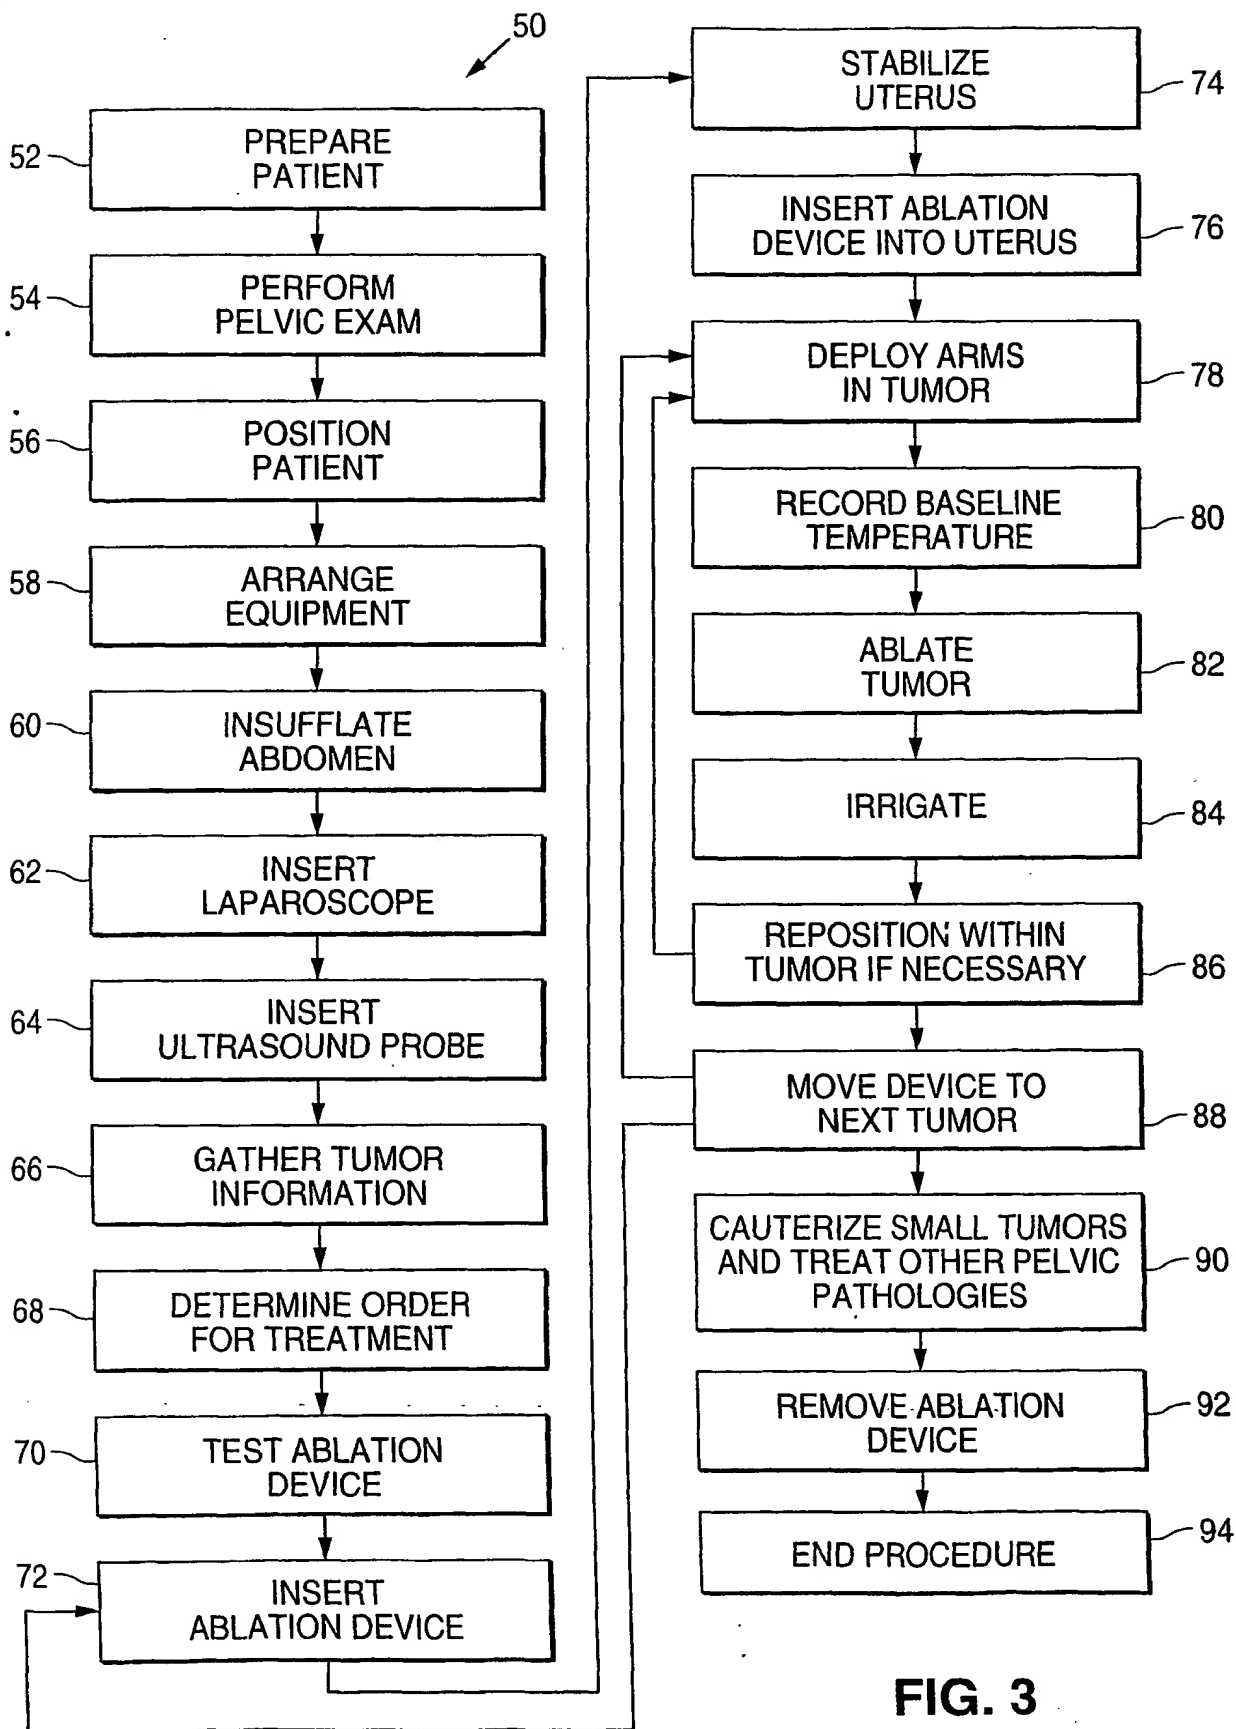 50
52
PREPARE
PATIENT
54
PERFORM
PELVIC EXAM
56
POSITION
PATIENT
58
ARRANGE
EQUIPMENT
60
INSUFFLATE
ABDOMEN
62
INSERT
LAPAROSCOPE
64
INSERT
ULTRASOUND PROBE
66
GATHER TUMOR
INFORMATION
68
DETERMINE ORDER
FOR TREATMENT
70
TEST ABLATION
DEVICE
72
INSERT
ABLATION DEVICE
STABILIZE
UTERUS
74
INSERT ABLATION
DEVICE INTO UTERUS
76
DEPLOY ARMS
IN TUMOR
78
RECORD BASELINE
TEMPERATURE
80
ABLATE
TUMOR
82
IRRIGATE
84
REPOSITION WITHIN
TUMOR IF NECESSARY
86
MOVE DEVICE TO
NEXT TUMOR
88
CAUTERIZE SMALL TUMORS
AND TREAT OTHER PELVIC
PATHOLOGIES
90
REMOVE ABLATION
DEVICE
92
END PROCEDURE
94
FIG. 3